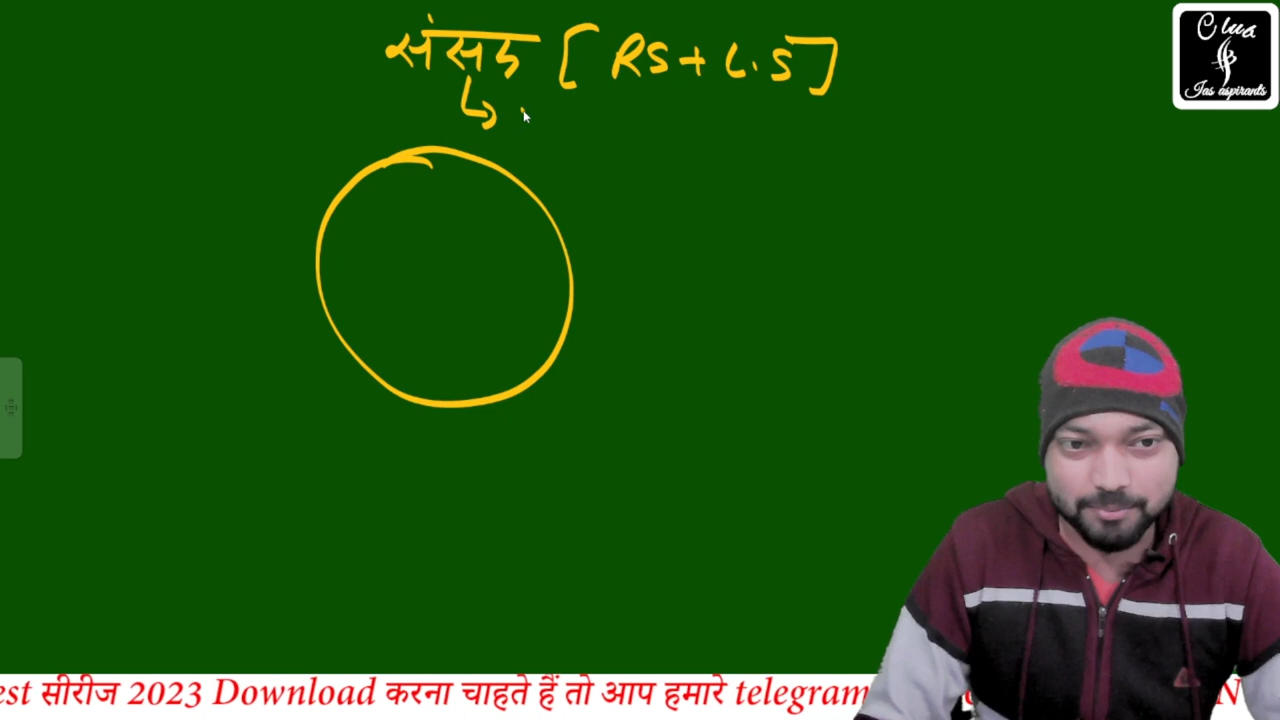 संसद [ RS + L.S ]
Clua
Ias aspirants
est सीरीज 2023 Download करना चाहते हैं तो आप हमारे telegram